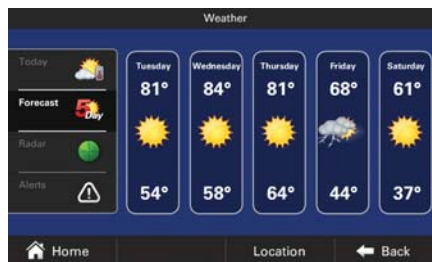 Weather
Today
Forecast
5
Day
Radar
Alerts
Tuesday
81°
54°
Wednesday
84°
58°
Thursday
81°
64°
Friday
68°
44°
Saturday
61°
37°
Home
Location
Back